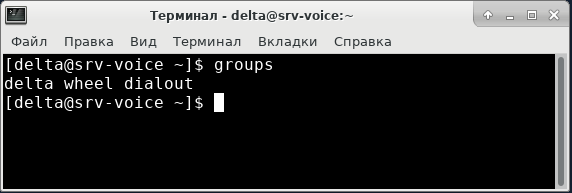 Терминал - delta@srv-voice:~
Файл Правка Вид Терминал Вкладки Справка
[delta@srv-voice ~]$ groups
delta wheel dialout
[delta@srv-voice ~]$